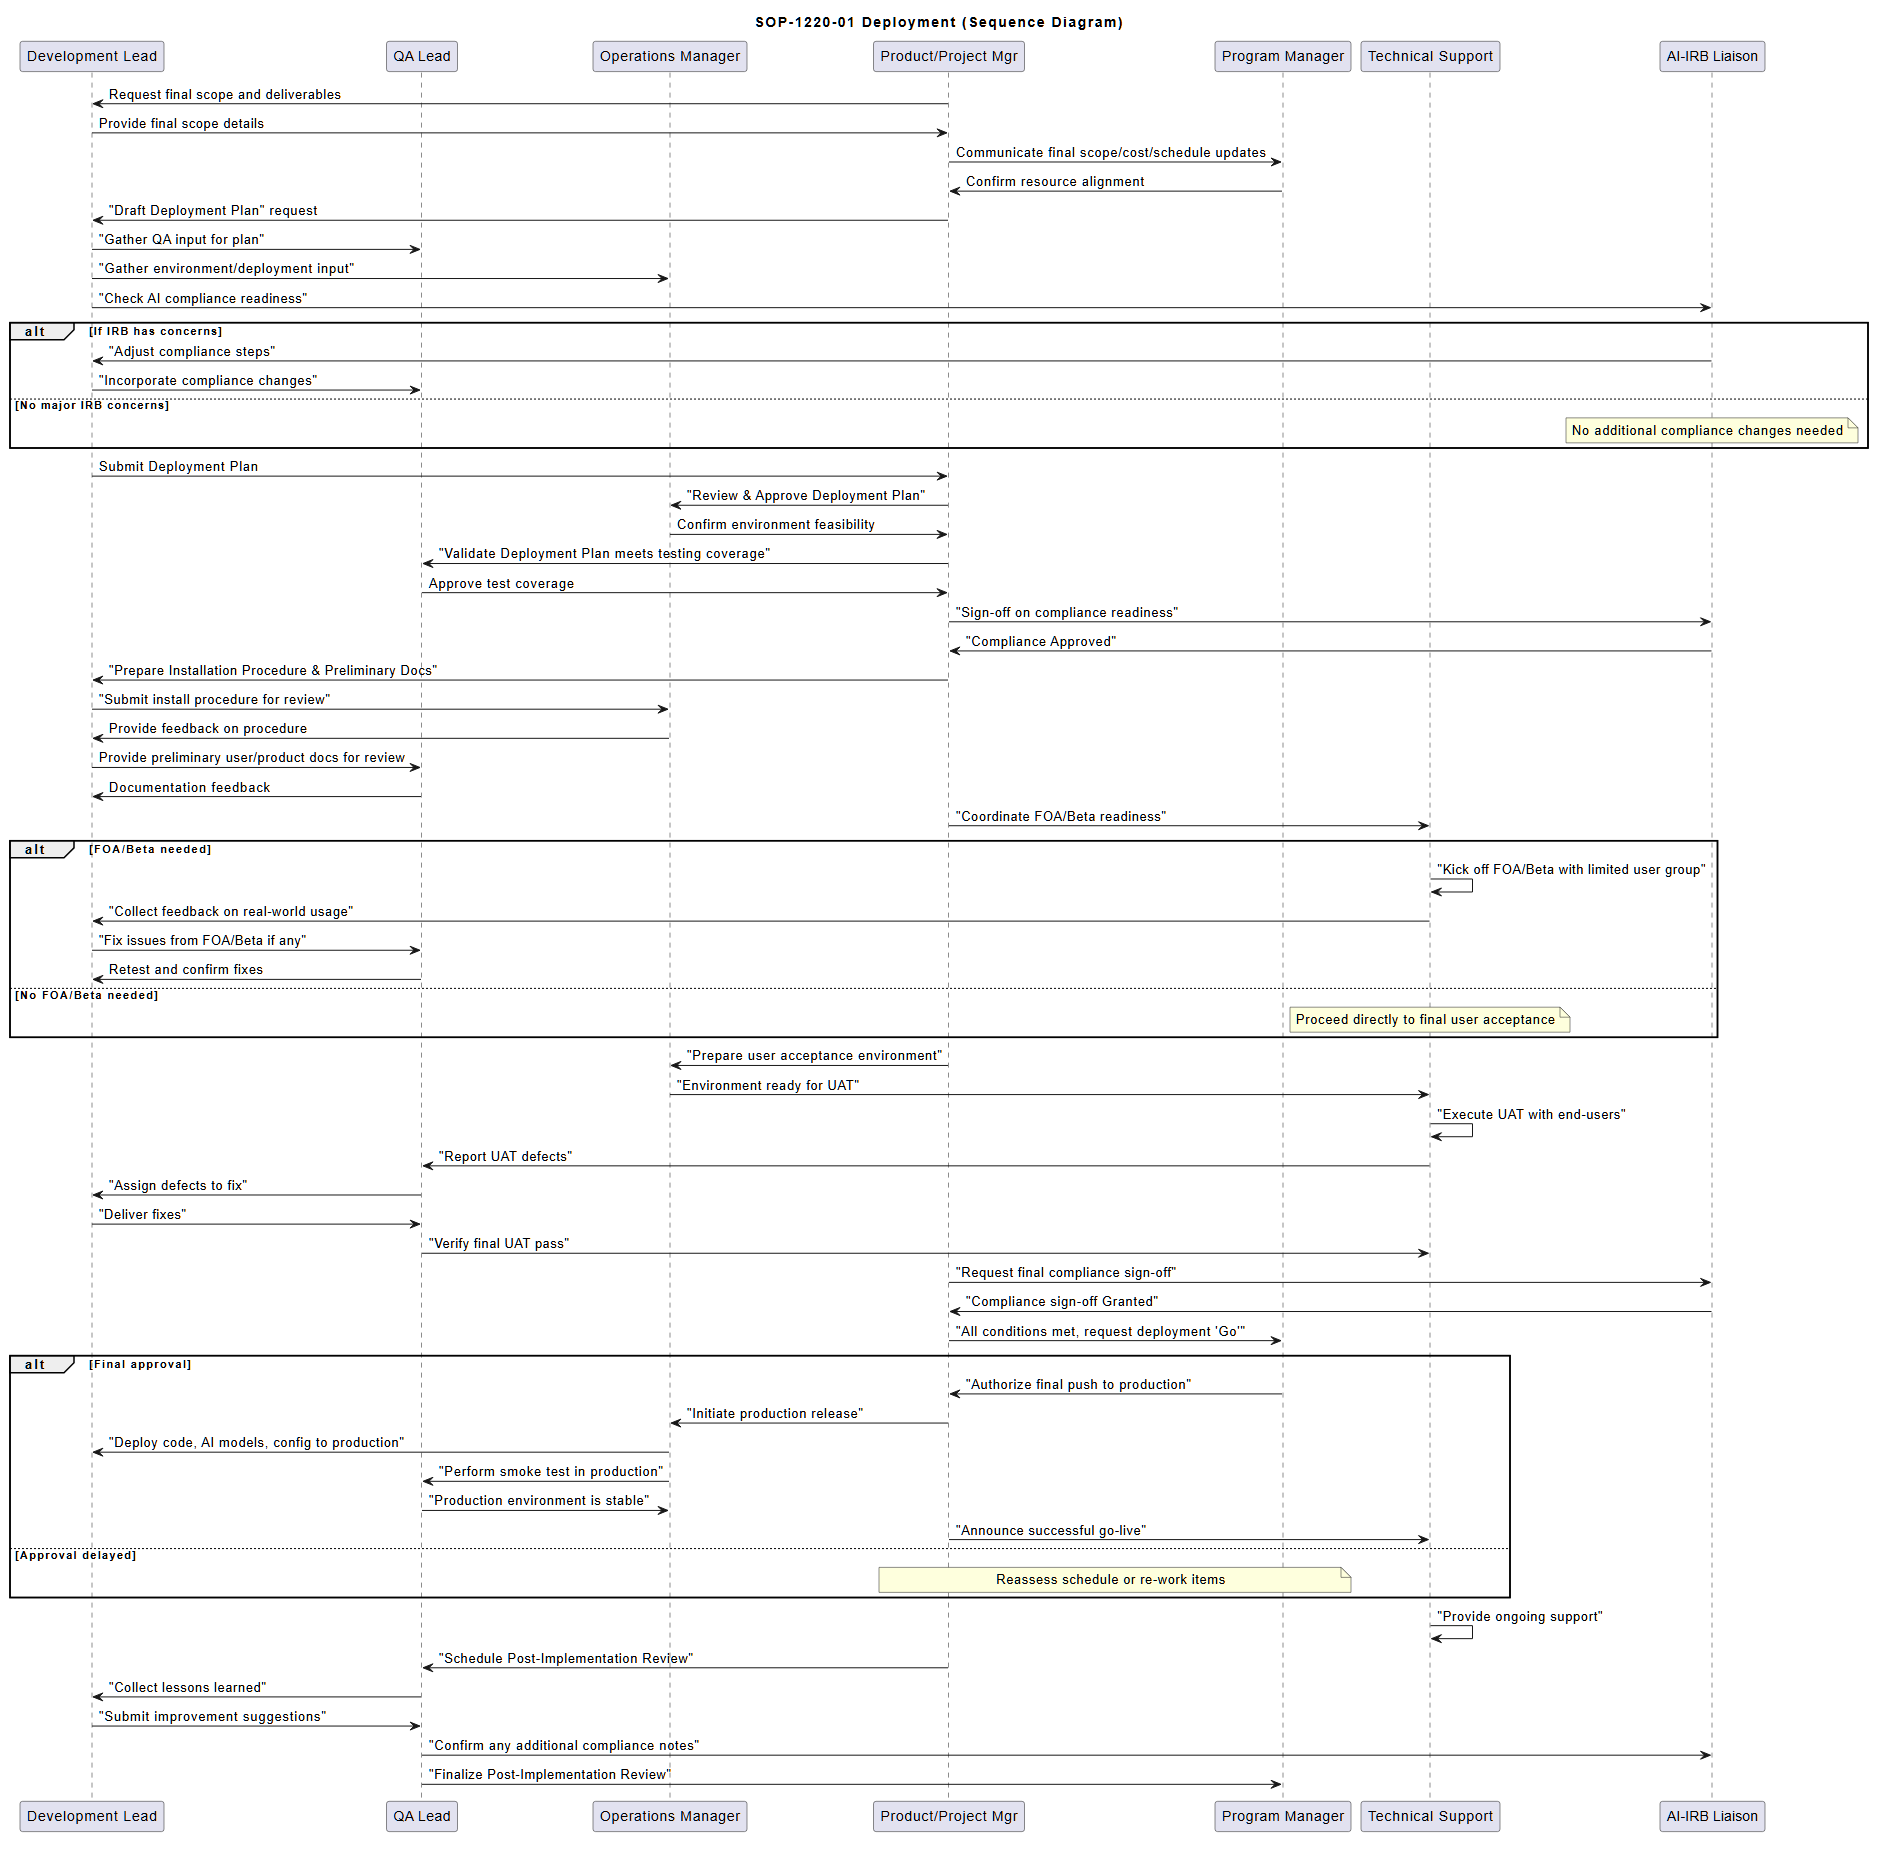 SOP-1220-01 Deployment (Sequence Diagram)
Development Lead
QA Lead
Operations Manager
Product/Project Mgr
Program Manager
Technical Support
AI-IRB Liaison
Request final scope and deliverables
Provide final scope details
Communicate final scope/cost/schedule updates
Confirm resource alignment
"Draft Deployment Plan" request
"Gather QA input for plan"
"Gather environment/deployment input"
"Check AI compliance readiness"
alt
[If IRB has concerns]
"Adjust compliance steps"
"Incorporate compliance changes"
[No major IRB concerns]
No additional compliance changes needed
Submit Deployment Plan
"Review & Approve Deployment Plan"
Confirm environment feasibility
"Validate Deployment Plan meets testing coverage"
Approve test coverage
"Sign-off on compliance readiness"
"Compliance Approved"
"Prepare Installation Procedure & Preliminary Docs"
"Submit install procedure for review"
Provide feedback on procedure
Provide preliminary user/product docs for review
Documentation feedback
"Coordinate FOA/Beta readiness"
alt
[FOA/Beta needed]
"Kick off FOA/Beta with limited user group"
"Collect feedback on real-world usage"
"Fix issues from FOA/Beta if any"
Retest and confirm fixes
[No FOA/Beta needed]
Proceed directly to final user acceptance
"Prepare user acceptance environment"
"Environment ready for UAT"
"Execute UAT with end-users"
"Report UAT defects"
"Assign defects to fix"
"Deliver fixes"
"Verify final UAT pass"
"Request final compliance sign-off"
"Compliance sign-off Granted"
"All conditions met, request deployment 'Go'"
alt
[Final approval]
"Authorize final push to production"
"Initiate production release"
"Deploy code, AI models, config to production"
"Perform smoke test in production"
"Production environment is stable"
"Announce successful go-live"
[Approval delayed]
Reassess schedule or re-work items
"Provide ongoing support"
"Schedule Post-Implementation Review"
"Collect lessons learned"
"Submit improvement suggestions"
"Confirm any additional compliance notes"
"Finalize Post-Implementation Review"
Development Lead
QA Lead
Operations Manager
Product/Project Mgr
Program Manager
Technical Support
AI-IRB Liaison